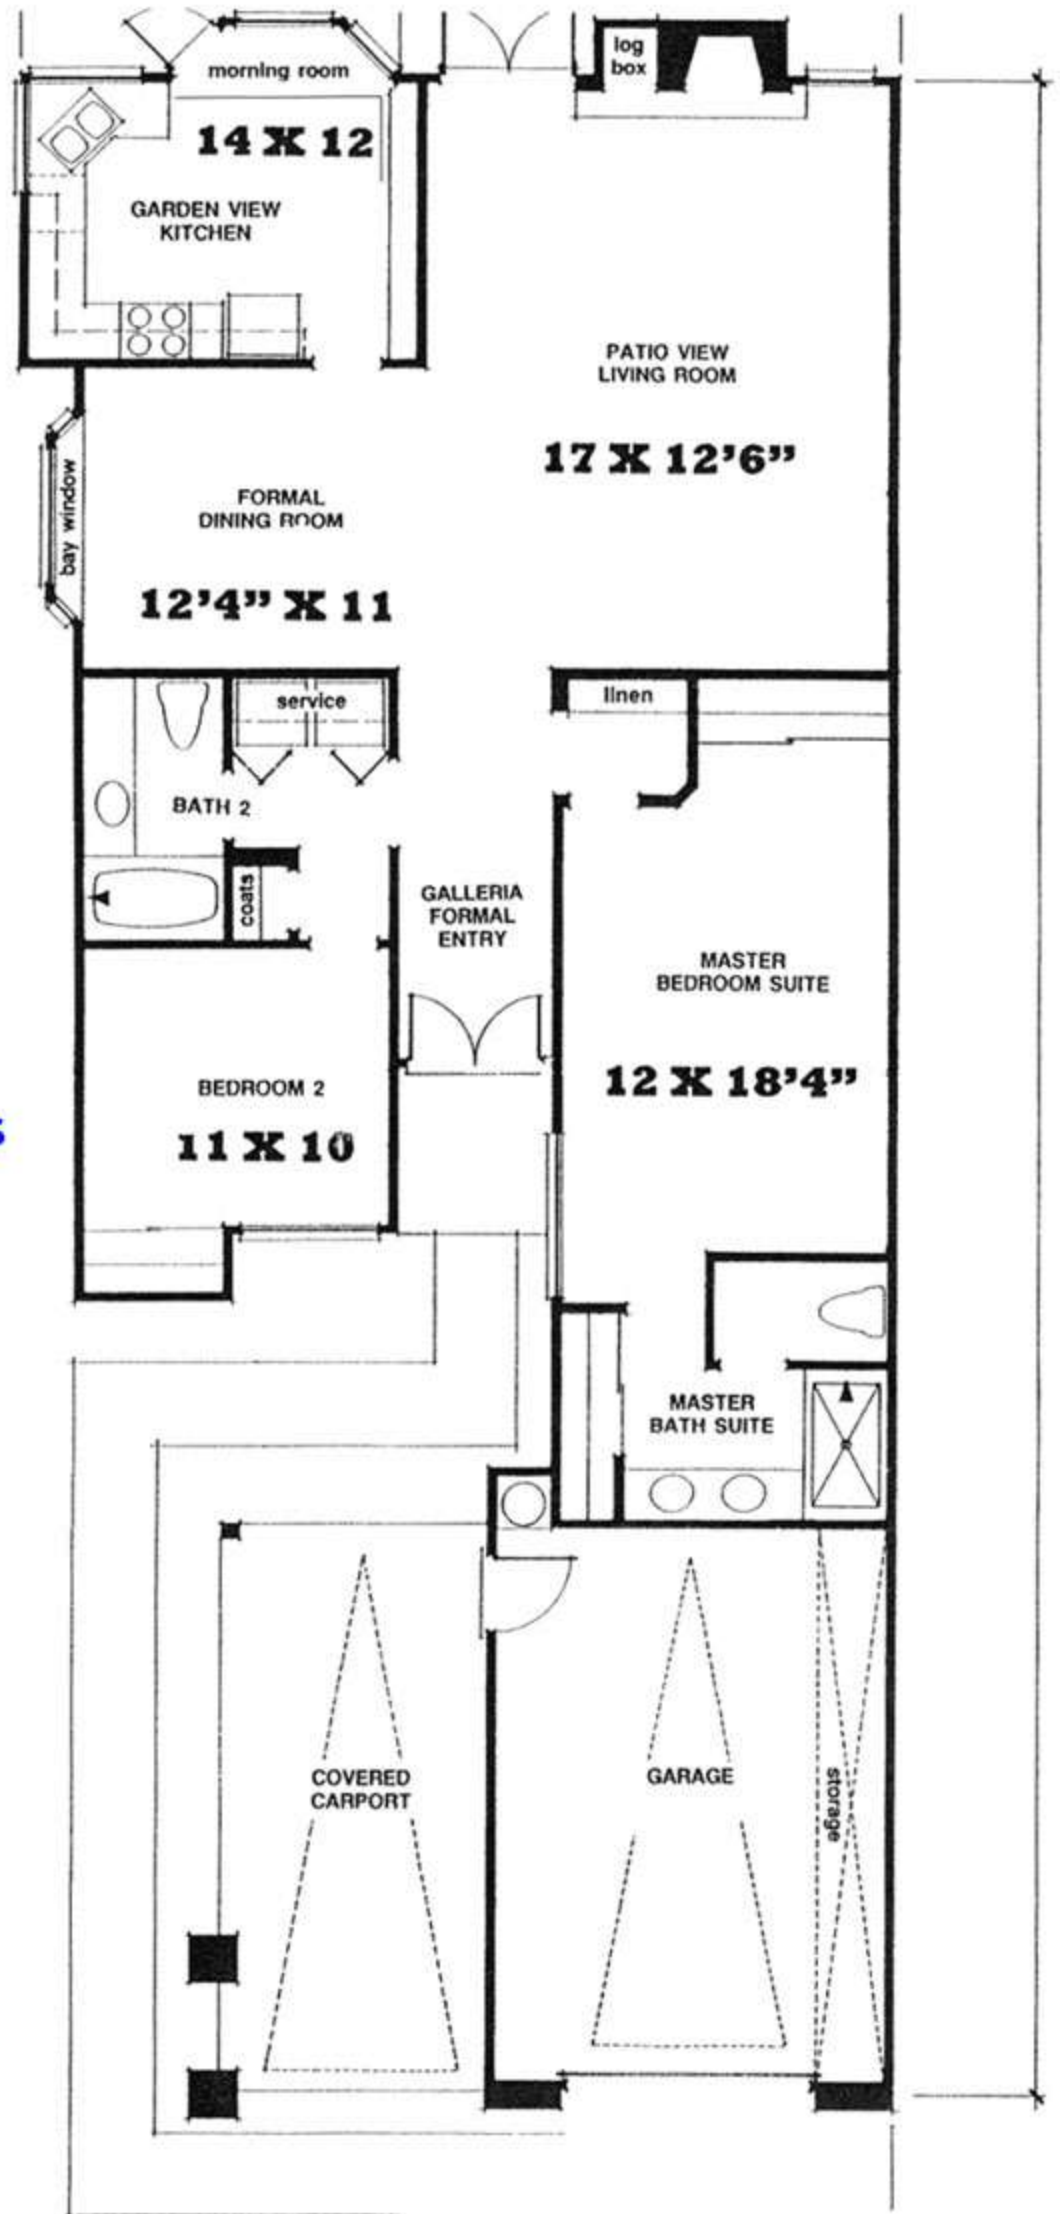 log
box
morning room
14 X 12
GARDEN VIEW
KITCHEN
PATIO VIEW
LIVING ROOM
17 X 12'6"
bay window
FORMAL
DINING ROOM
12'4" X 11
service
linen
BATH 2
coats
GALLERIA
FORMAL
ENTRY
MASTER
BEDROOM SUITE
12 X 18'4"
BEDROOM 2
11 X 10
s
MASTER
BATH SUITE
COVERED
CARPORT
GARAGE
storage